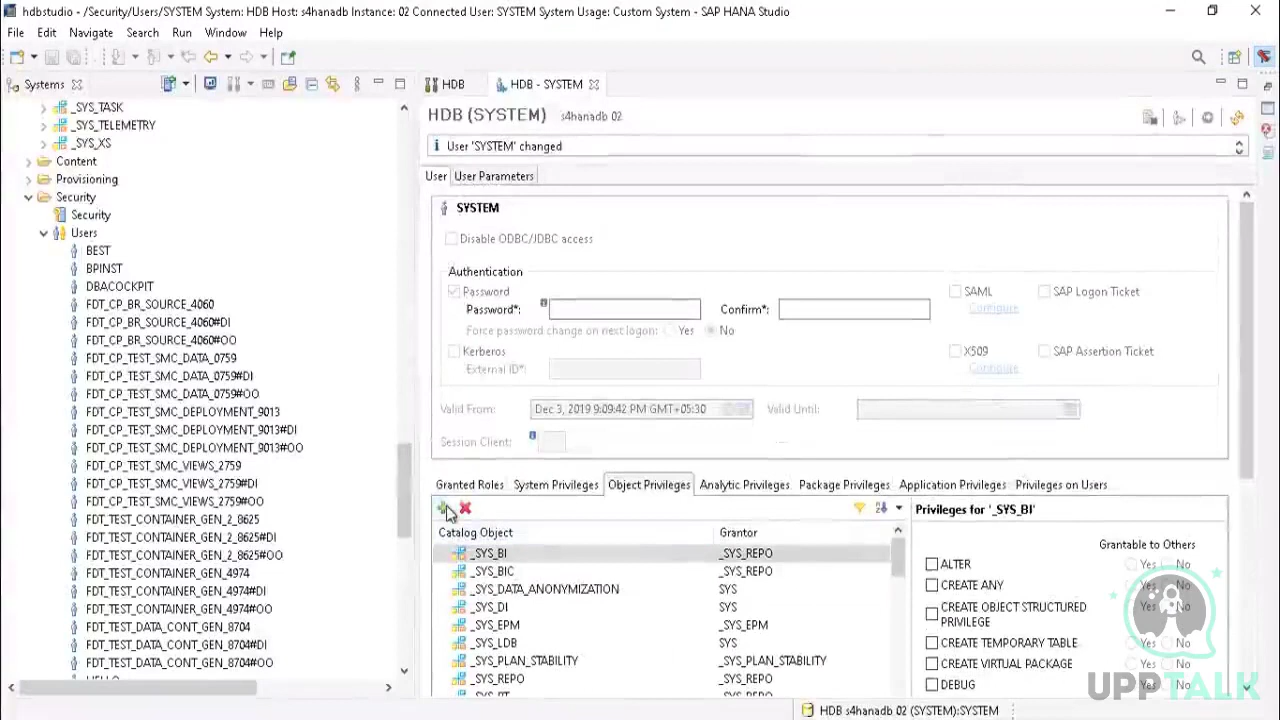 hdbstudio - /Security/Users/SYSTEM System: HDB Host: s4hanadb Instance: 02 Connected User: SYSTEM System Usage: Custom System - SAP HANA Studio
File Edit Navigate Search Run Window Help
Systems
_SYS_TASK
_SYS_TELEMETRY
_SYS_XS
Content
Provisioning
Security
Security
Users
BEST
BPINST
DBACOCKPIT
FDT_CP_BR_SOURCE_4060
FDT_CP_BR_SOURCE_4060#DI
FDT_CP_BR_SOURCE_4060#OO
FDT_CP_TEST_SMC_DATA_0759
FDT_CP_TEST_SMC_DATA_0759#DI
FDT_CP_TEST_SMC_DATA_0759#OO
FDT_CP_TEST_SMC_DEPLOYMENT_9013
FDT_CP_TEST_SMC_DEPLOYMENT_9013#DI
FDT_CP_TEST_SMC_DEPLOYMENT_9013#OO
FDT_CP_TEST_SMC_VIEWS_2759
FDT_CP_TEST_SMC_VIEWS_2759#DI
FDT_CP_TEST_SMC_VIEWS_2759#OO
FDT_TEST_CONTAINER_GEN_2_8625
FDT_TEST_CONTAINER_GEN_2_8625#DI
FDT_TEST_CONTAINER_GEN_2_8625#OO
FDT_TEST_CONTAINER_GEN_4974
FDT_TEST_CONTAINER_GEN_4974#DI
FDT_TEST_CONTAINER_GEN_4974#OO
FDT_TEST_DATA_CONT_GEN_8704
FDT_TEST_DATA_CONT_GEN_8704#DI
FDT_TEST_DATA_CONT_GEN_8704#OO
HDB HDB - SYSTEM
HDB (SYSTEM) s4hanadb 02
User 'SYSTEM' changed
User User Parameters
SYSTEM
Disable ODBC/JDBC access
Authentication
Password SAML SAP Logon Ticket
Password*: Confirm*: Configure
Force password change on next logon: Yes No
Kerberos X509 SAP Assertion Ticket
External ID*: Configure
Valid From: Dec 3, 2019 9:09:42 PM GMT+05:30 Valid Until:
Session Client:
Granted Roles System Privileges Object Privileges Analytic Privileges Package Privileges Application Privileges Privileges on Users
Catalog Object Grantor
_SYS_BI _SYS_REPO
_SYS_BIC _SYS_REPO
_SYS_DATA_ANONYMIZATION SYS
_SYS_DI SYS
_SYS_EPM _SYS_EPM
_SYS_LDB SYS
_SYS_PLAN_STABILITY _SYS_PLAN_STABILITY
_SYS_REPO _SYS_REPO
Privileges for '_SYS_BI'
Grantable to Others
ALTER Yes No
CREATE ANY Yes No
CREATE OBJECT STRUCTURED Yes No
PRIVILEGE
CREATE TEMPORARY TABLE Yes No
CREATE VIRTUAL PACKAGE Yes No
DEBUG
UPPTALK
HDB s4hanadb 02 (SYSTEM):SYSTEM